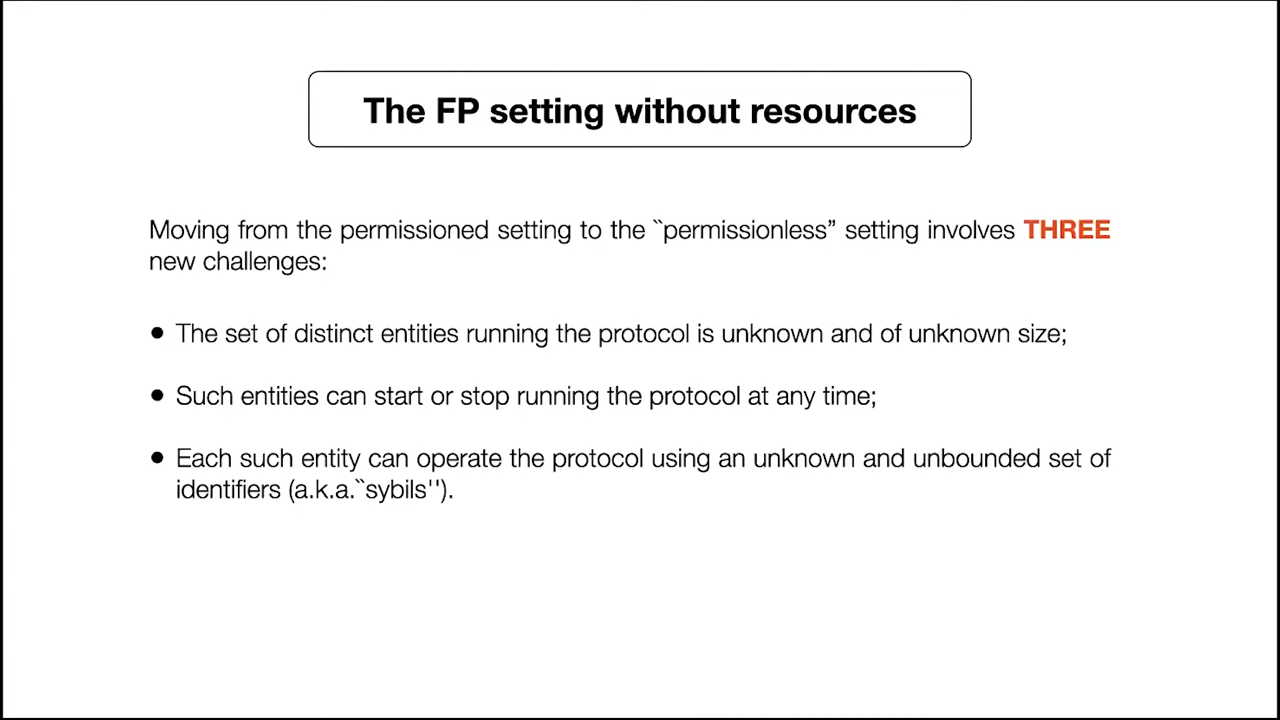 The FP setting without resources
Moving from the permissioned setting to the ``permissionless” setting involves THREE
new challenges:
● The set of distinct entities running the protocol is unknown and of unknown size;
● Such entities can start or stop running the protocol at any time;
● Each such entity can operate the protocol using an unknown and unbounded set of
identifiers (a.k.a.``sybils'').